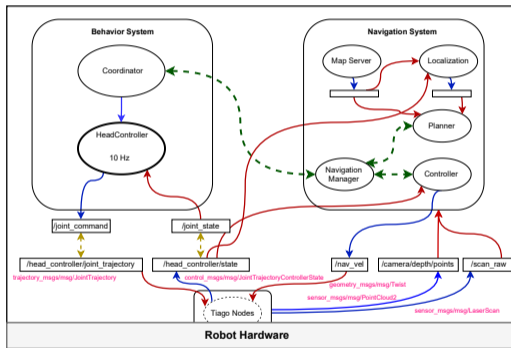 Behavior System
Navigation System
Coordinator
Map Server
Localization
HeadController
10 Hz
Planner
Navigation
Manager
Controller
/joint_command
/joint_state
/head_controller/joint_trajectory
/head_controller/state
/nav_vel
/camera/depth/points
/scan_raw
trajectory_msgs/msg/JointTrajectory
control_msgs/msg/JointTrajectoryControllerState
geometry_msgs/msg/Twist
sensor_msgs/msg/PointCloud2
sensor_msgs/msg/LaserScan
Tiago Nodes
Robot Hardware